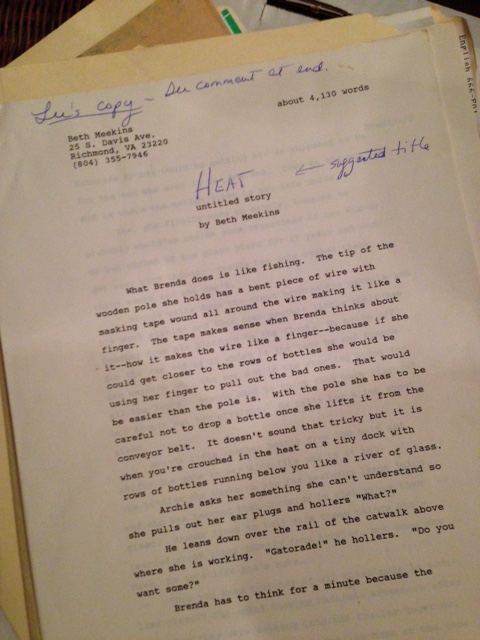 Lee's copy - See comment at end.
about 4,130 words
Beth Meekins
25 S. Davis Ave.
Richmond, VA 23220
(804) 355-7946
HEAT ← suggested title
untitled story
by Beth Meekins
What Brenda does is like fishing. The tip of the
wooden pole she holds has a bent piece of wire with
masking tape wound all around the wire making it like a
finger. The tape makes sense when Brenda thinks about
it--how it makes the wire like a finger--because if she
could get closer to the rows of bottles she would be
using her finger to pull out the bad ones. That would
be easier than the pole is. With the pole she has to be
careful not to drop a bottle once she lifts it from the
conveyor belt. It doesn't sound that tricky but it is
when you're crouched in the heat on a tiny dock with
rows of bottles running below you like a river of glass.
Archie asks her something she can't understand so
she pulls out her ear plugs and hollers "What?"
He leans down over the rail of the catwalk above
where she is working. "Gatorade!" he hollers. "Do you
want some?"
Brenda has to think for a minute because the
English